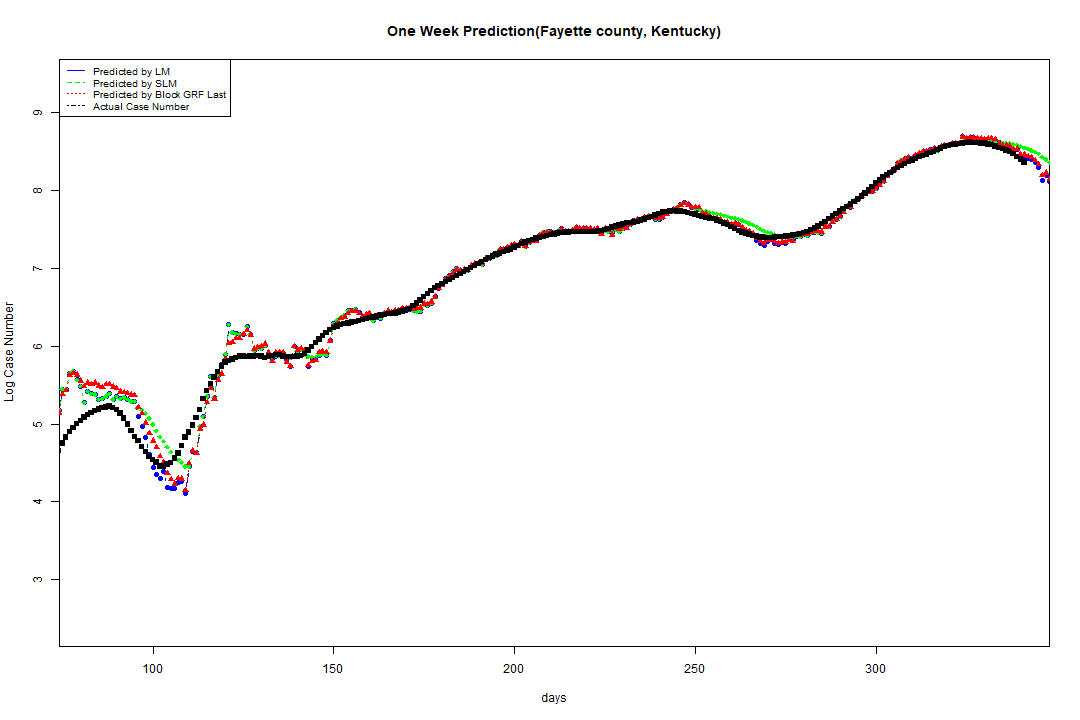 One Week Prediction(Fayette county, Kentucky)
Predicted by LM
Predicted by SLM
Predicted by Block GRF Last
Actual Case Number
9
8
7
6
5
4
3
Log Case Number
100
150
200
250
300
days